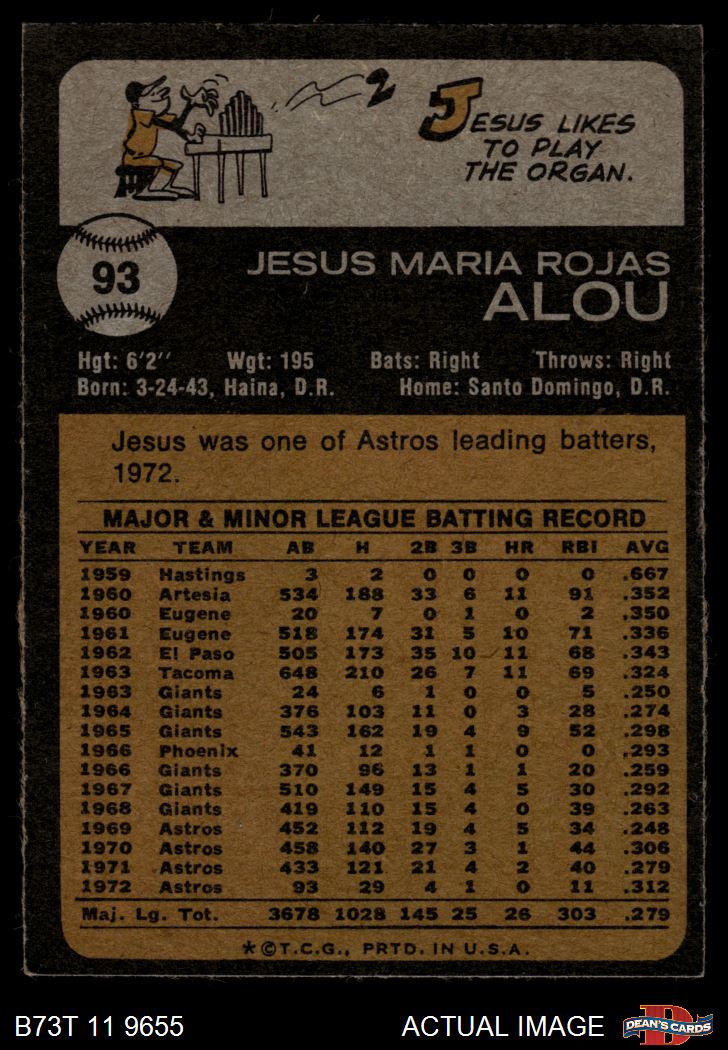 JESUS LIKES
TO PLAY
THE ORGAN.
93
JESUS MARIA ROJAS
ALOU
Hgt: 6'2'' Wgt: 195 Bats: Right Throws: Right
Born: 3-24-43, Haina, D.R. Home: Santo Domingo, D.R.
Jesus was one of Astros leading batters,
1972.
MAJOR & MINOR LEAGUE BATTING RECORD
YEAR TEAM AB H 2B 3B HR RBI AVG
1959 Hastings 3 2 0 0 0 0 .667
1960 Artesia 534 188 33 6 11 91 .352
1960 Eugene 20 7 0 1 0 2 .350
1961 Eugene 518 174 31 5 10 71 .336
1962 El Paso 505 173 35 10 11 68 .343
1963 Tacoma 648 210 26 7 11 69 .324
1963 Giants 24 6 1 0 0 5 .250
1964 Giants 376 103 11 0 3 28 .274
1965 Giants 543 162 19 4 9 52 .298
1966 Phoenix 41 12 1 1 0 0 .293
1966 Giants 370 96 13 1 1 20 .259
1967 Giants 510 149 15 4 5 30 .292
1968 Giants 419 110 15 4 0 39 .263
1969 Astros 452 112 19 4 5 34 .248
1970 Astros 458 140 27 3 1 44 .306
1971 Astros 433 121 21 4 2 40 .279
1972 Astros 93 29 4 1 0 11 .312
Maj. Lg. Tot. 3678 1028 145 25 26 303 .279
*©T.C.G., PRTD. IN U.S.A.
B73T 11 9655 ACTUAL IMAGE
D
DEAN'S CARDS